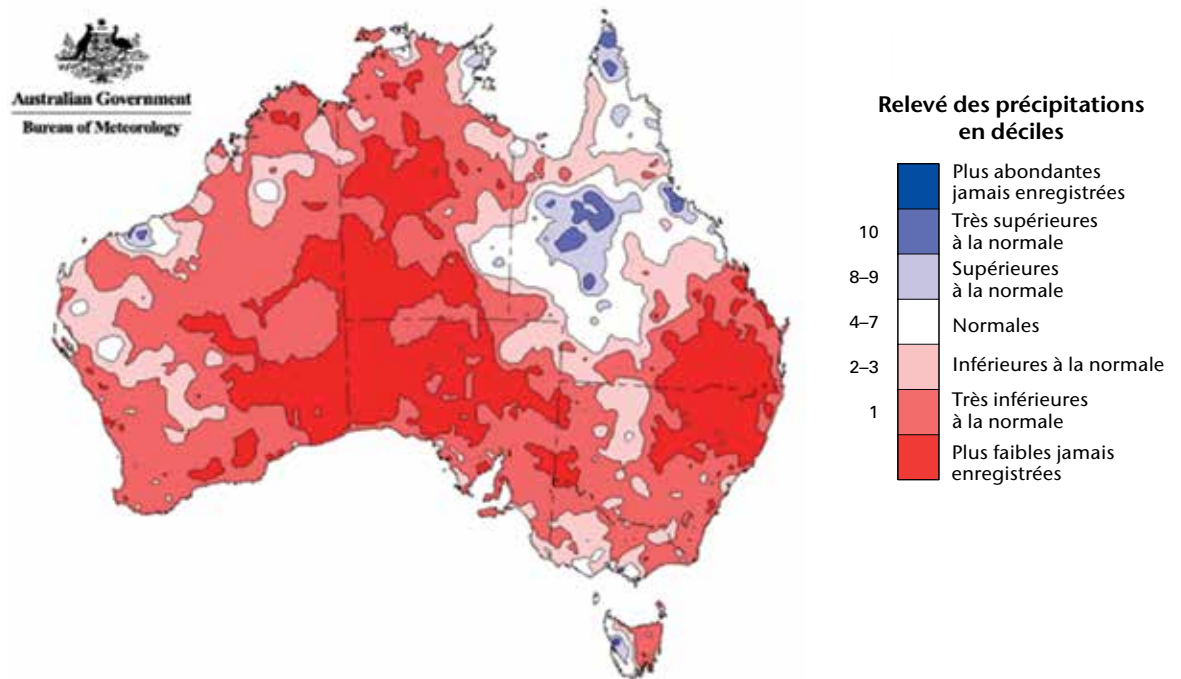 Australian Government
Bureau of Meteorology
Relevé des précipitations
en déciles
Plus abondantes
jamais enregistrées
10
Très supérieures
à la normale
8–9
Supérieures
à la normale
4–7
Normales
2–3
Inférieures à la normale
1
Très inférieures
à la normale
Plus faibles jamais
enregistrées